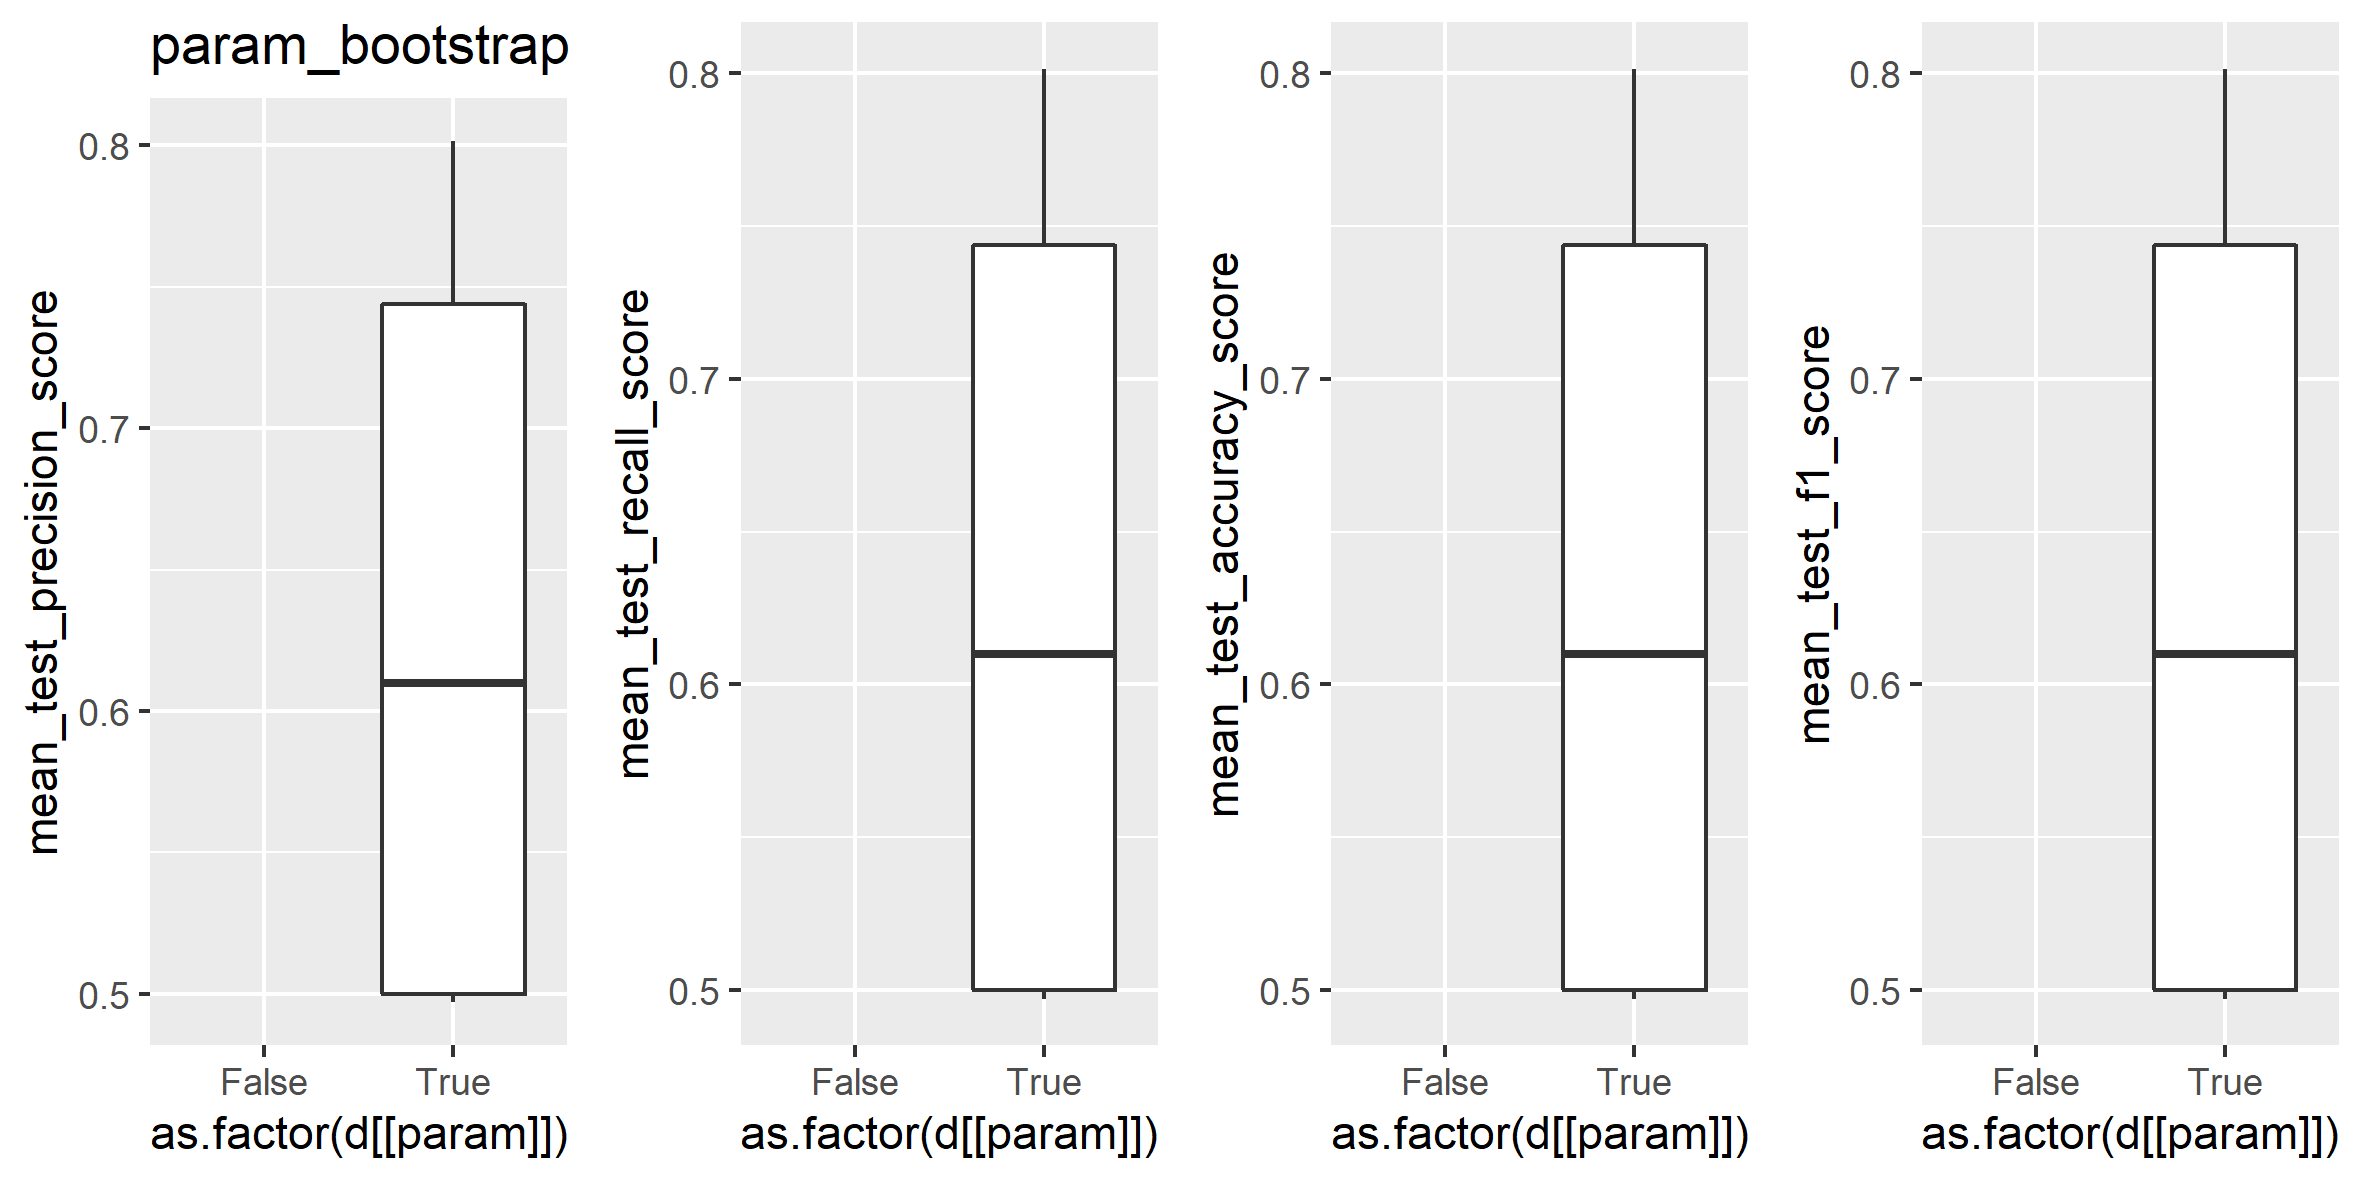 param_bootstrap
mean_test_precision_score
0.8
0.7
0.6
0.5
False True
as.factor(d[[param]])
mean_test_recall_score
0.8
0.7
0.6
0.5
False True
as.factor(d[[param]])
mean_test_accuracy_score
0.8
0.7
0.6
0.5
False True
as.factor(d[[param]])
mean_test_f1_score
0.8
0.7
0.6
0.5
False True
as.factor(d[[param]])